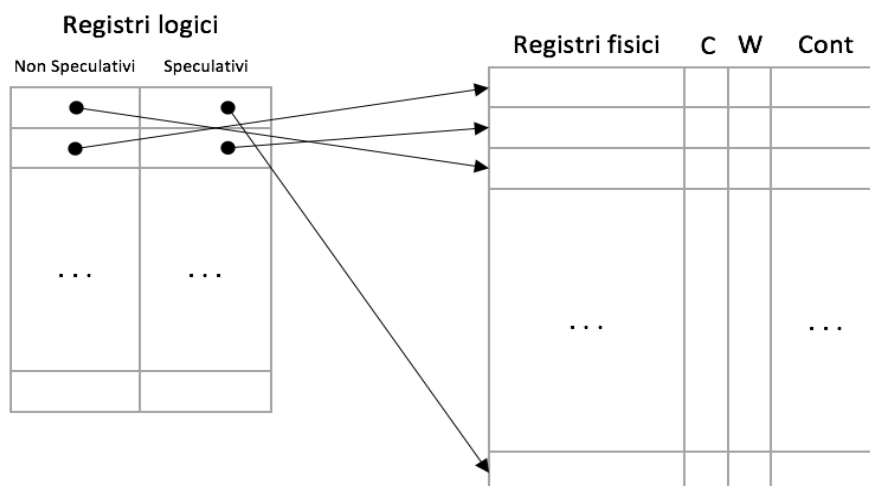 Registri logici
Non Speculativi Speculativi
. . . . . .
Registri fisici C W Cont
. . . . . .